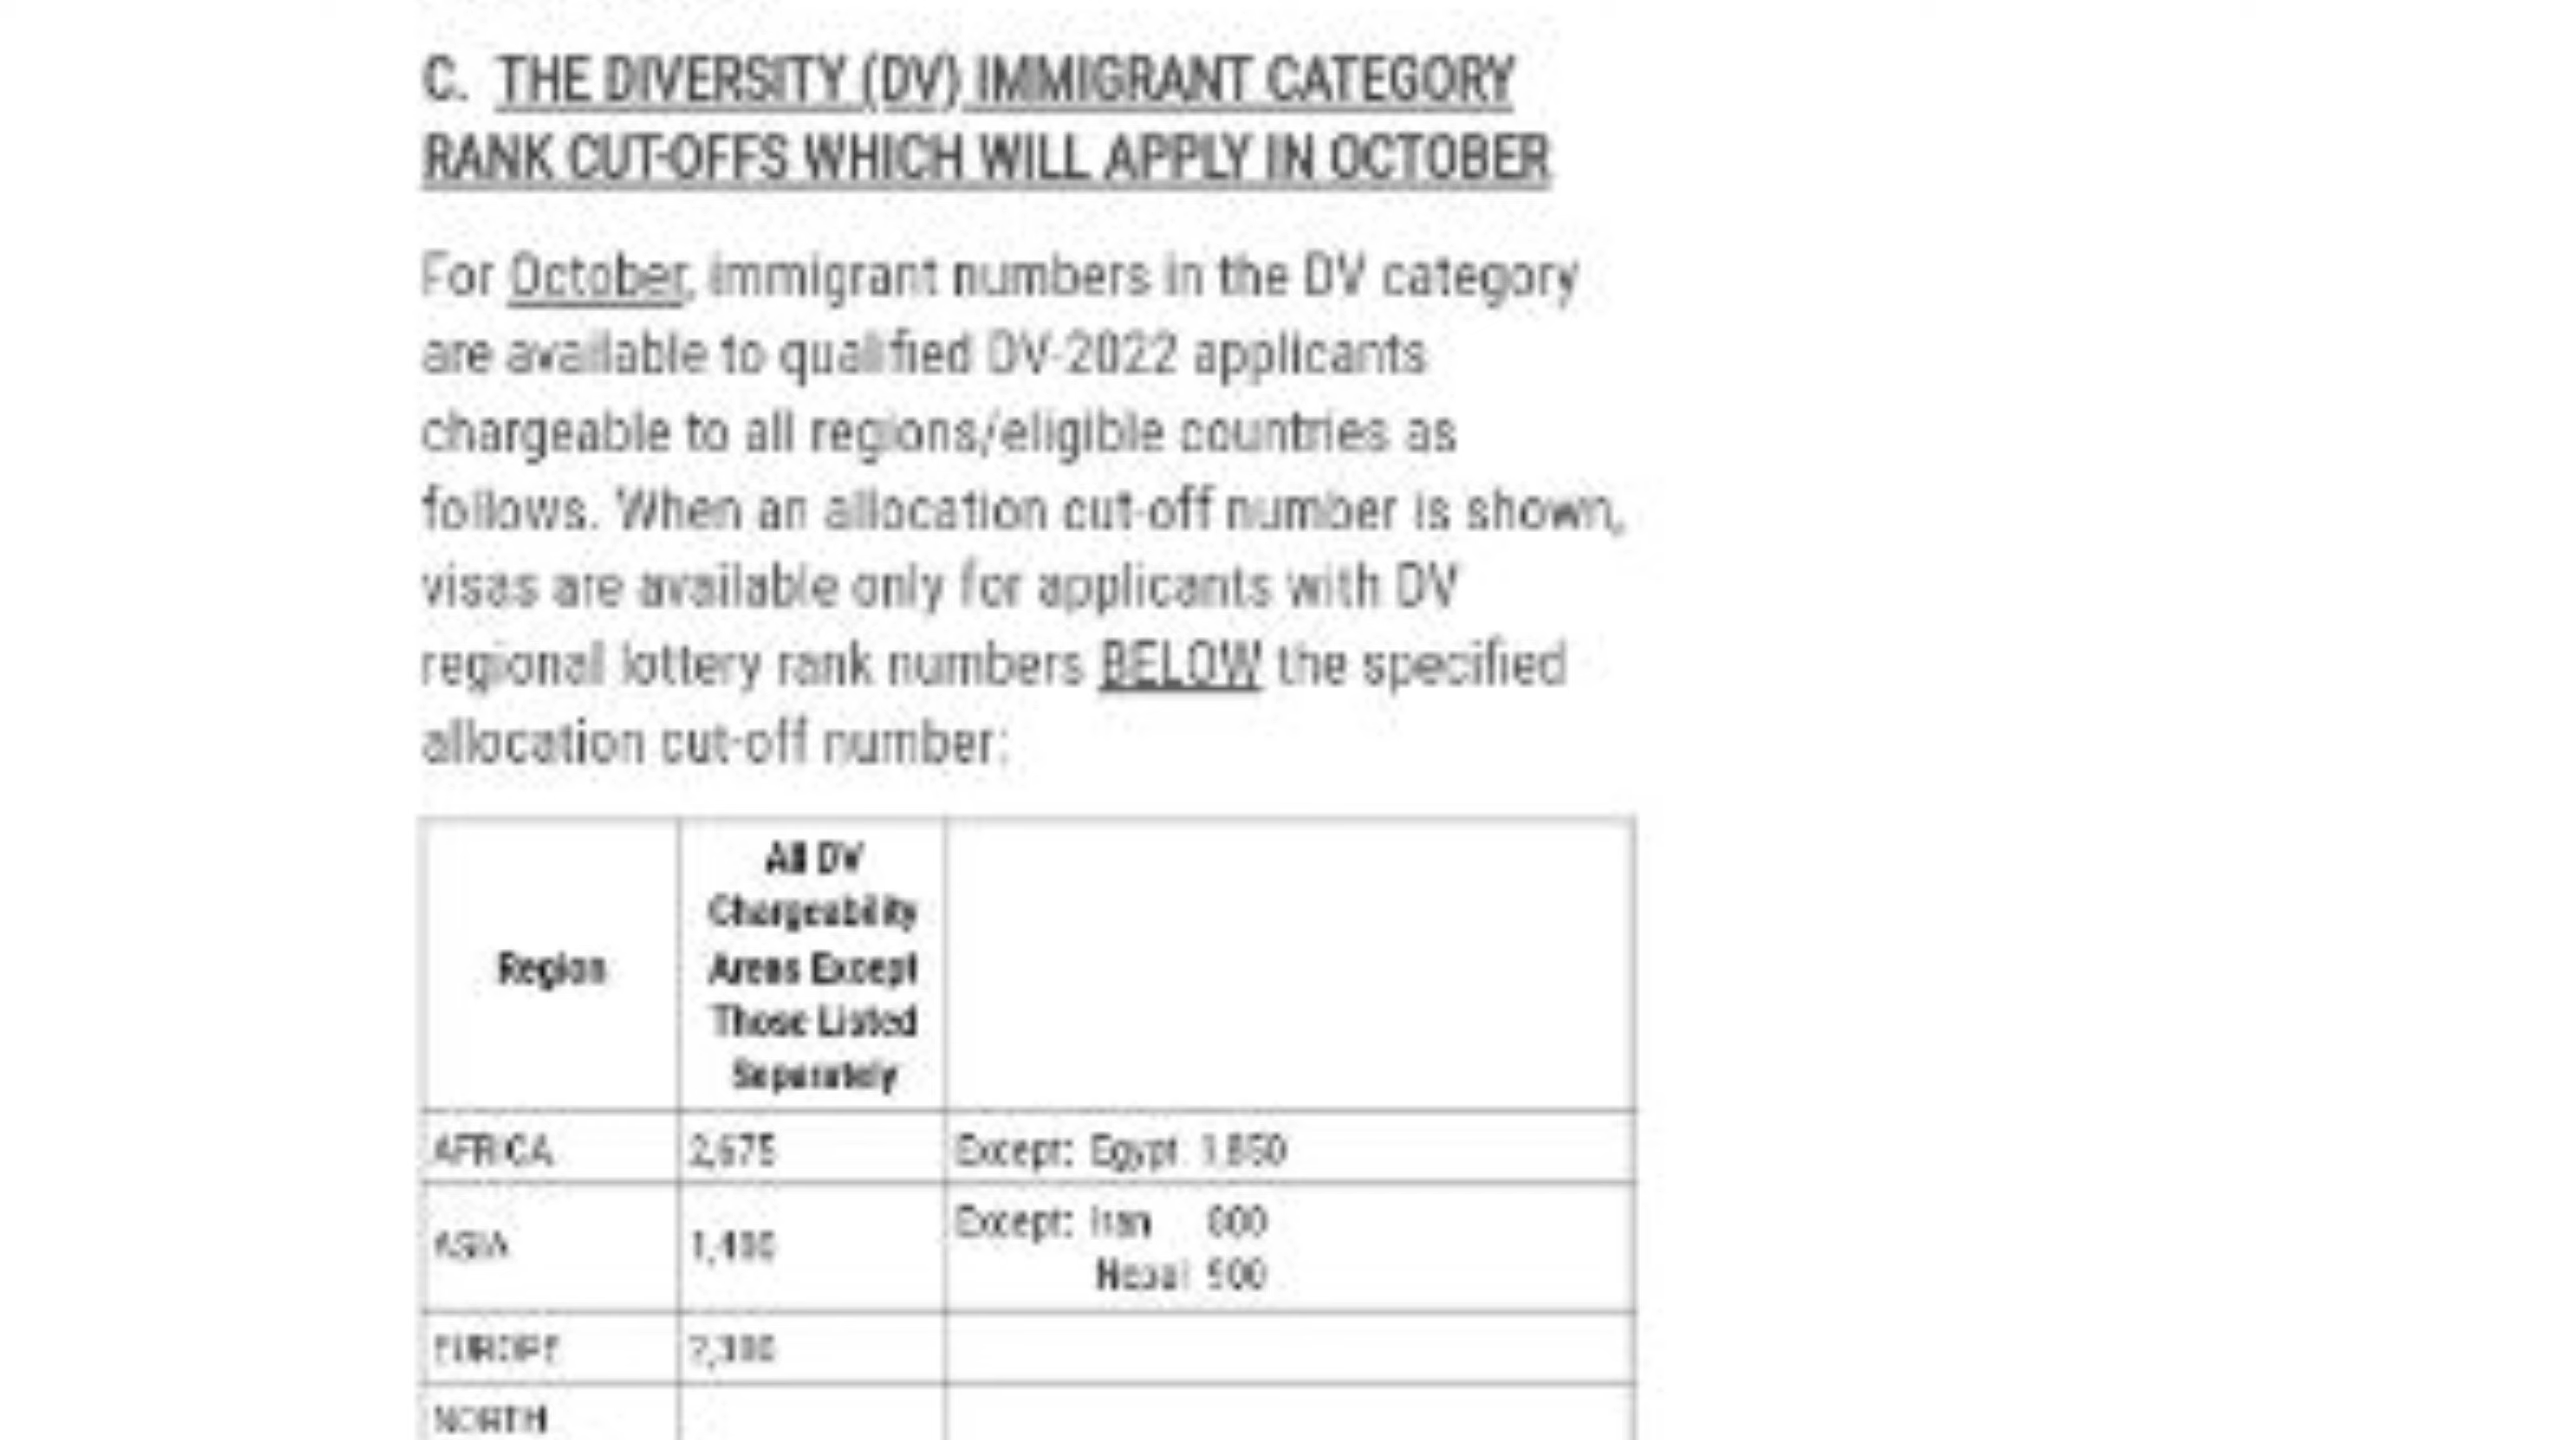 C. THE DIVERSITY (DV) IMMIGRANT CATEGORY
RANK CUT-OFFS WHICH WILL APPLY IN OCTOBER
For October, immigrant numbers in the DV category
are available to qualified DV-2022 applicants
chargeable to all regions/eligible countries as
follows. When an allocation cut-off number is shown,
visas are available only for applicants with DV
regional lottery rank numbers BELOW the specified
allocation cut-off number:
All DV
Chargeability
Region Areas Except
Those Listed
Separately
AFRICA 2,675 Except: Egypt 1,850
Except: Iran
ASIA Nepal
EUROPE
NORTH